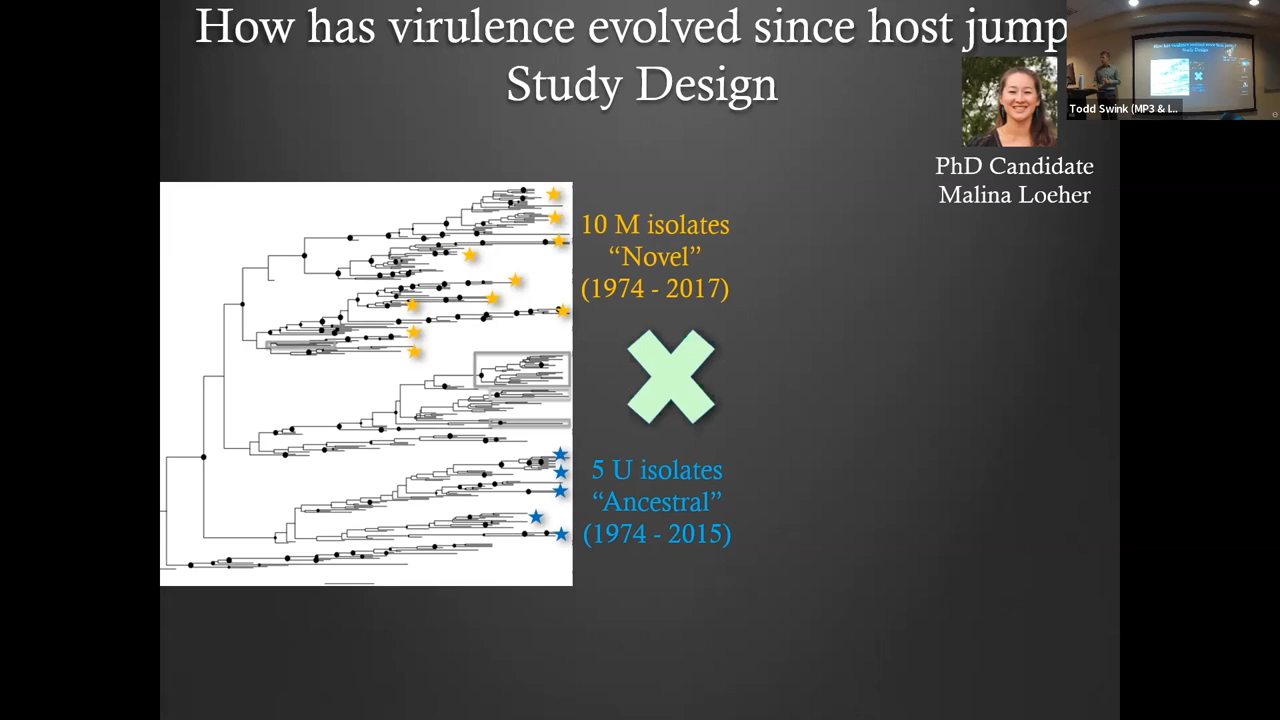 How has virulence evolved since host jump
Study Design
Todd Swink (MP3 & I...
PhD Candidate
Malina Loeher
10 M isolates
“Novel”
(1974 - 2017)
5 U isolates
“Ancestral”
(1974 - 2015)